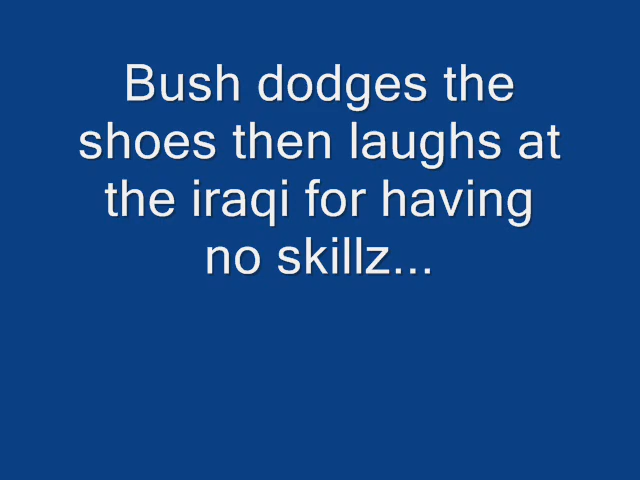 Bush dodges the
shoes then laughs at
the iraqi for having
no skillz...